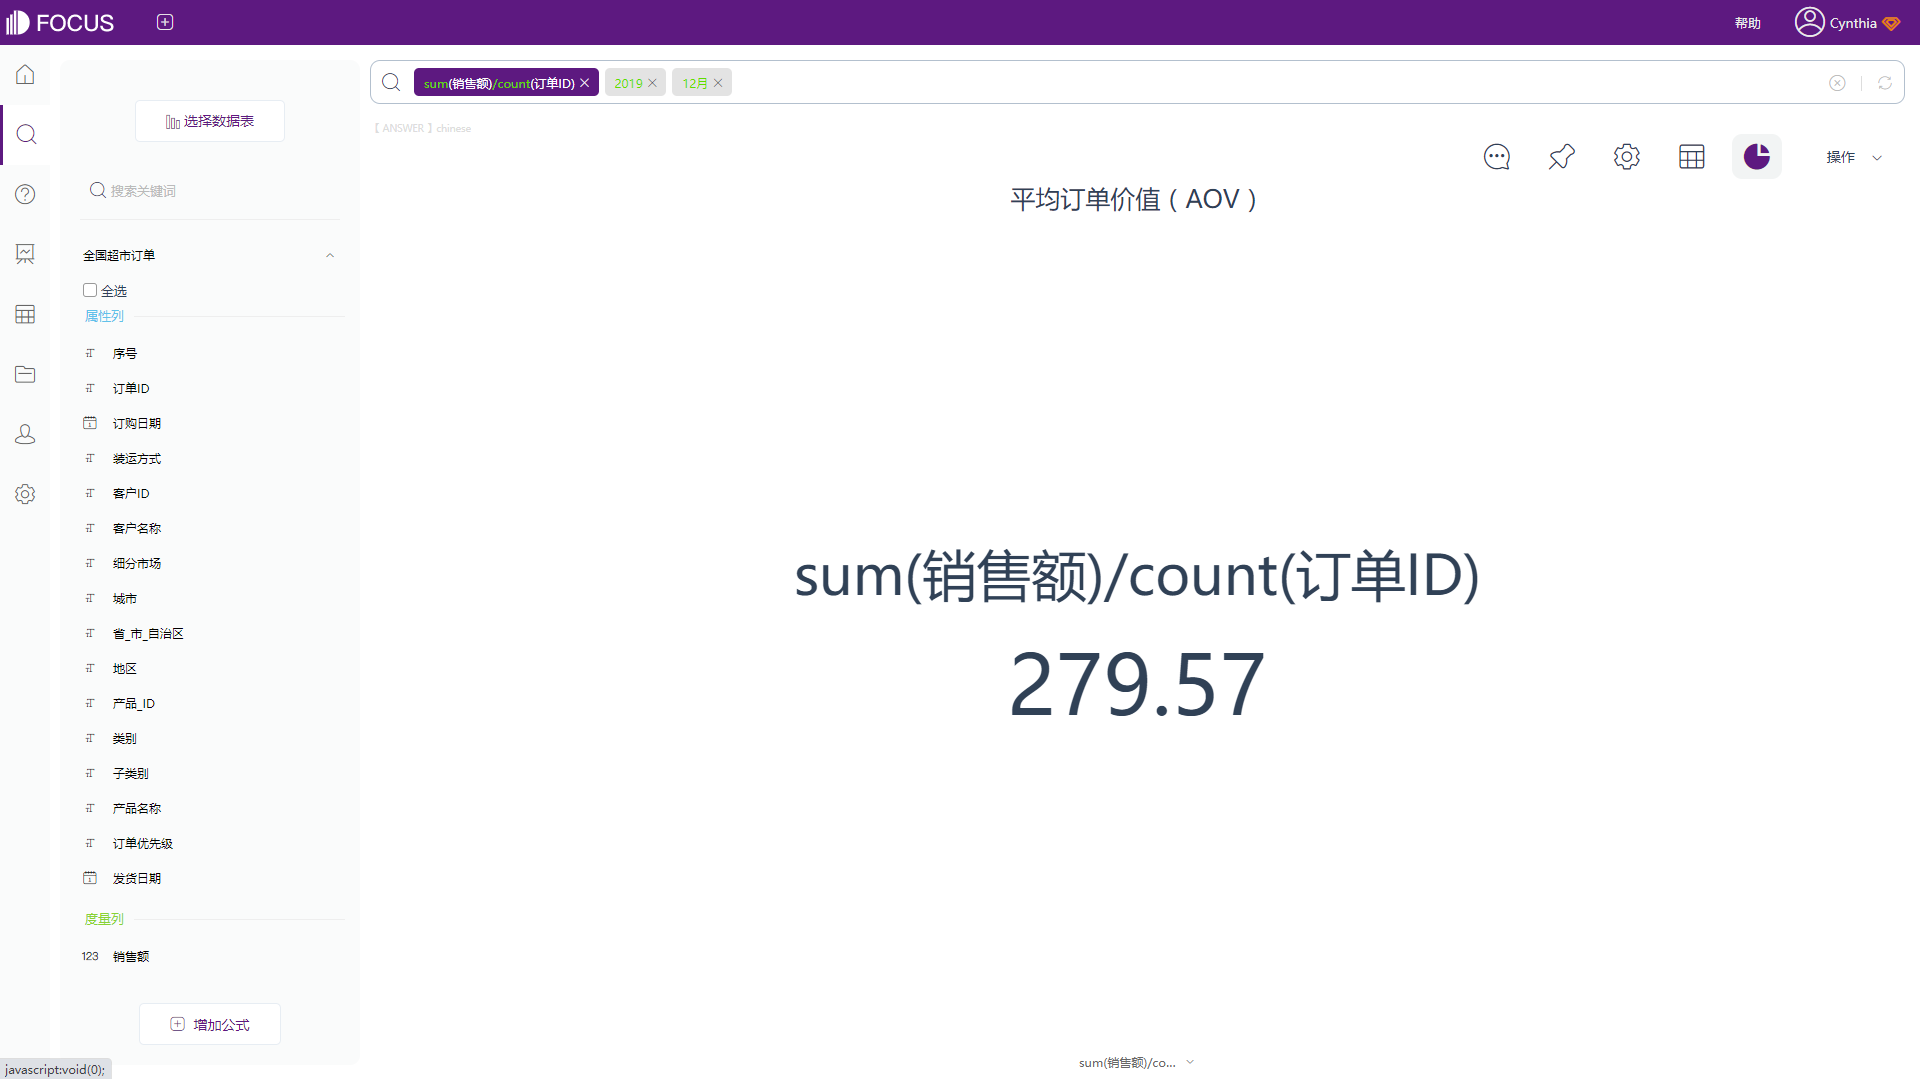 FOCUS
帮助
Cynthia
sum(销售额)/count(订单ID)
2019
12月
【 ANSWER 】chinese
选择数据表
搜索关键词
全国超市订单
全选
属性列
序号
订单ID
订购日期
装运方式
客户ID
客户名称
细分市场
城市
省_市_自治区
地区
产品_ID
类别
子类别
产品名称
订单优先级
发货日期
度量列
123 销售额
增加公式
javascript:void(0);
操作
平均订单价值（AOV）
sum(销售额)/count(订单ID)
279.57
sum(销售额)/co...